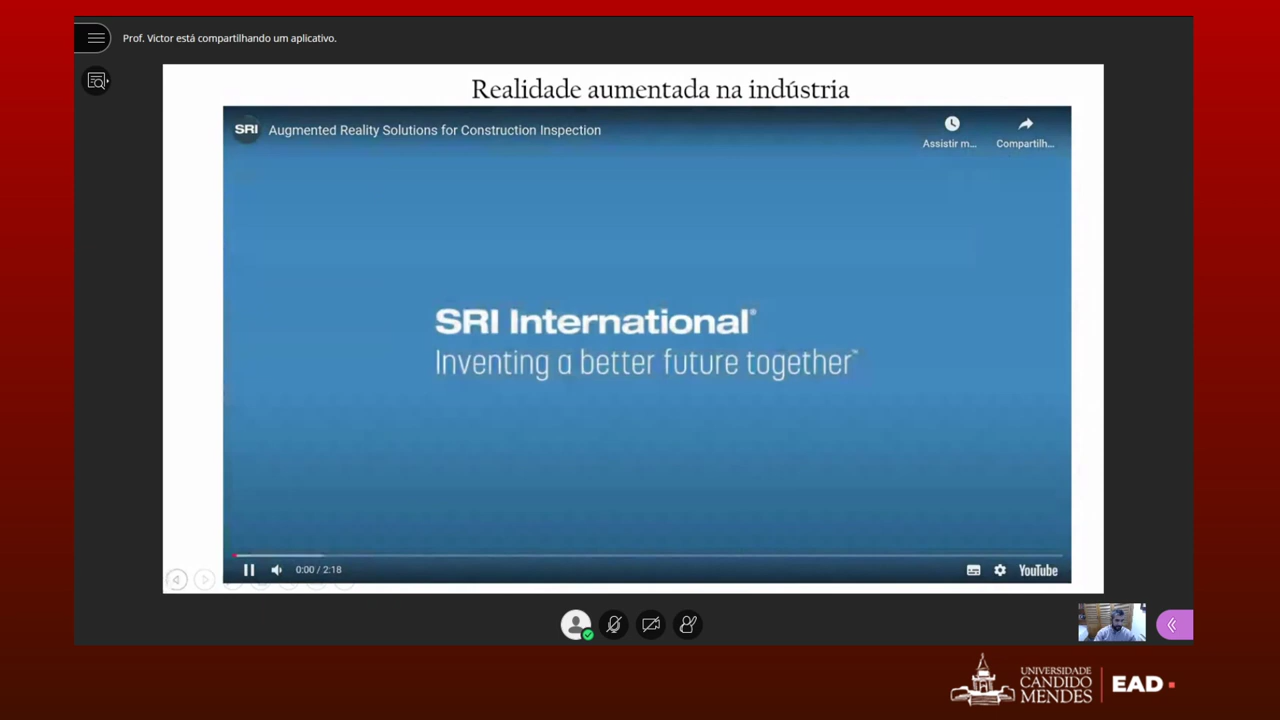 Prof. Victor está compartilhando um aplicativo.
Realidade aumentada na indústria
SRI Augmented Reality Solutions for Construction Inspection
Assistir m... Compartilh...
SRI International®
Inventing a better future together™
0:00 / 2:18
YouTube
UNIVERSIDADE
CANDIDO
MENDES
EAD